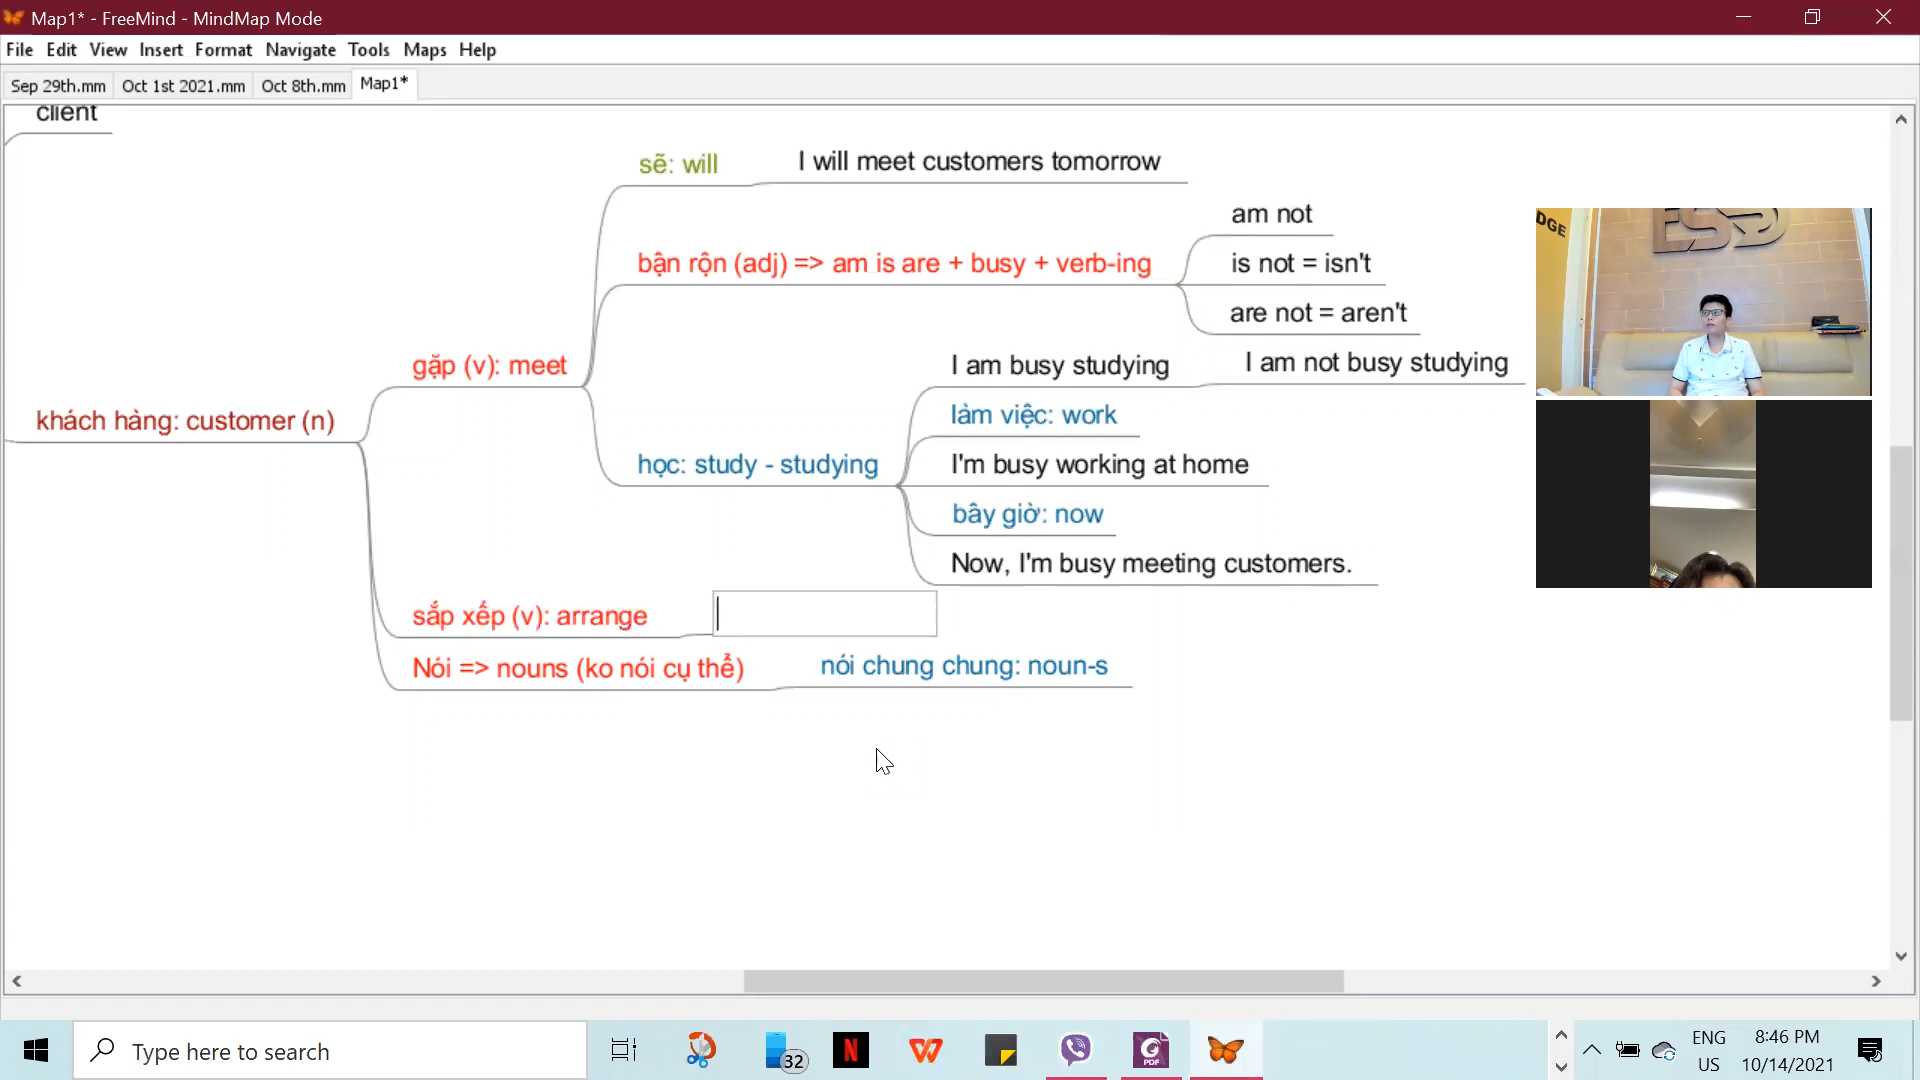 Map1* - FreeMind - MindMap Mode
File Edit View Insert Format Navigate Tools Maps Help
Sep 29th.mm Oct 1st 2021.mm Oct 8th.mm Map1*
client
sẽ: will I will meet customers tomorrow
am not
bận rộn (adj) => am is are + busy + verb-ing
is not = isn't
are not = aren't
gặp (v): meet
I am busy studying I am not busy studying
làm việc: work
khách hàng: customer (n)
học: study - studying
I'm busy working at home
bây giờ: now
Now, I'm busy meeting customers.
sắp xếp (v): arrange
Nói => nouns (ko nói cụ thể) nói chung chung: noun-s
DGE
ESD
Type here to search
32
N
W
G
PDF
ENG
US
8:46 PM
10/14/2021